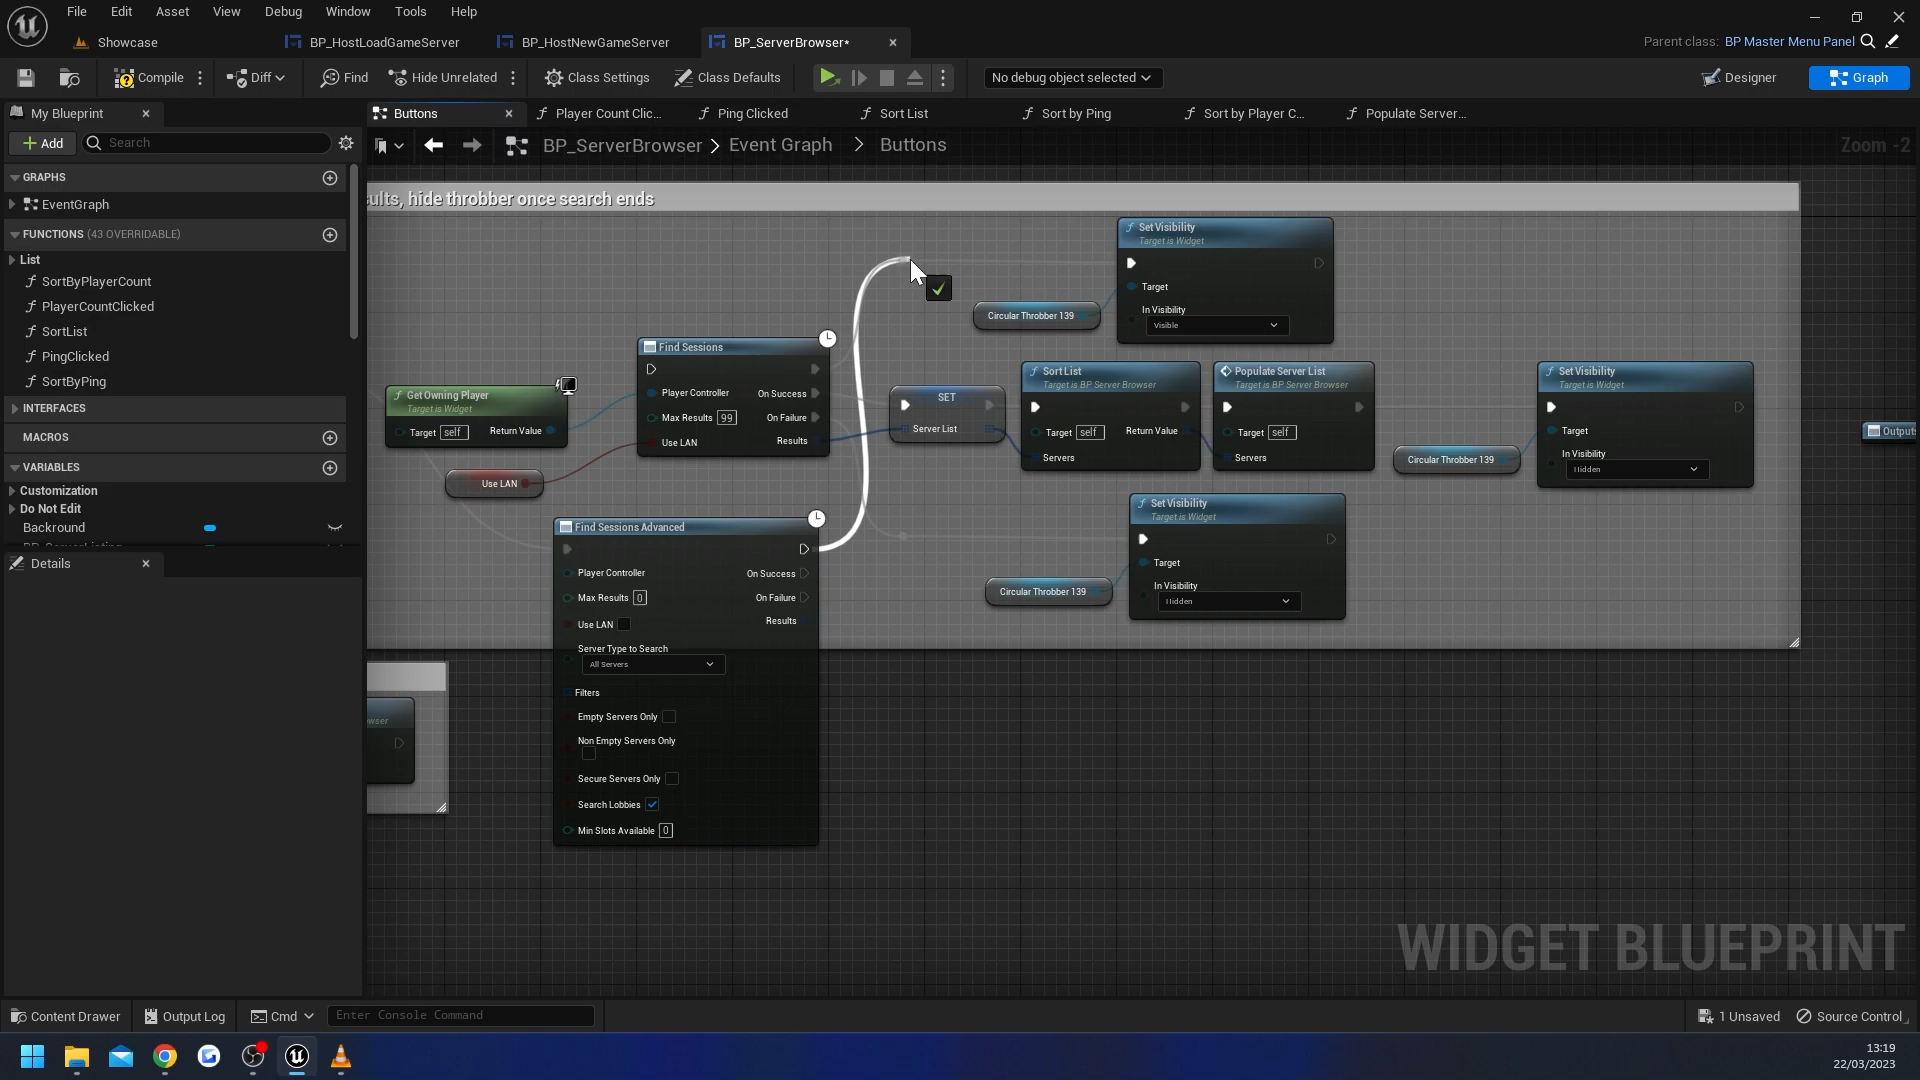 File Edit Asset View Debug Window Tools Help
Showcase
BP_HostLoadGameServer
BP_HostNewGameServer
BP_ServerBrowser*
Parent class: BP Master Menu Panel
Compile
Diff
Find
Hide Unrelated
Class Settings
Class Defaults
No debug object selected
Designer
Graph
My Blueprint
Buttons
Player Count Clic...
Ping Clicked
Sort List
Sort by Ping
Sort by Player C...
Populate Server...
Add
Search
BP_ServerBrowser > Event Graph > Buttons
Zoom -2
GRAPHS
EventGraph
FUNCTIONS (43 OVERRIDABLE)
List
SortByPlayerCount
PlayerCountClicked
SortList
PingClicked
SortByPing
INTERFACES
MACROS
VARIABLES
Customization
Do Not Edit
Backround
Details
sults, hide throbber once search ends
Set Visibility
Target is Widget
Target
In Visibility
Visible
Circular Throbber 139
Find Sessions
Player Controller
On Success
Max Results 99
On Failure
Use LAN
Results
Get Owning Player
Target is Widget
Target self
Return Value
Use LAN
SET
Server List
Sort List
Target is BP Server Browser
Target self
Return Value
Servers
Populate Server List
Target is BP Server Browser
Target self
Servers
Set Visibility
Target is Widget
Target
In Visibility
Hidden
Circular Throbber 139
Outputs
Find Sessions Advanced
Player Controller
On Success
Max Results 0
On Failure
Use LAN
Results
Server Type to Search
All Servers
Filters
Empty Servers Only
Non Empty Servers Only
Secure Servers Only
Search Lobbies
Min Slots Available 0
Set Visibility
Target is Widget
Target
In Visibility
Hidden
Circular Throbber 139
owser
WIDGET BLUEPRINT
Content Drawer
Output Log
Cmd
Enter Console Command
1 Unsaved
Source Control
13:19
22/03/2023